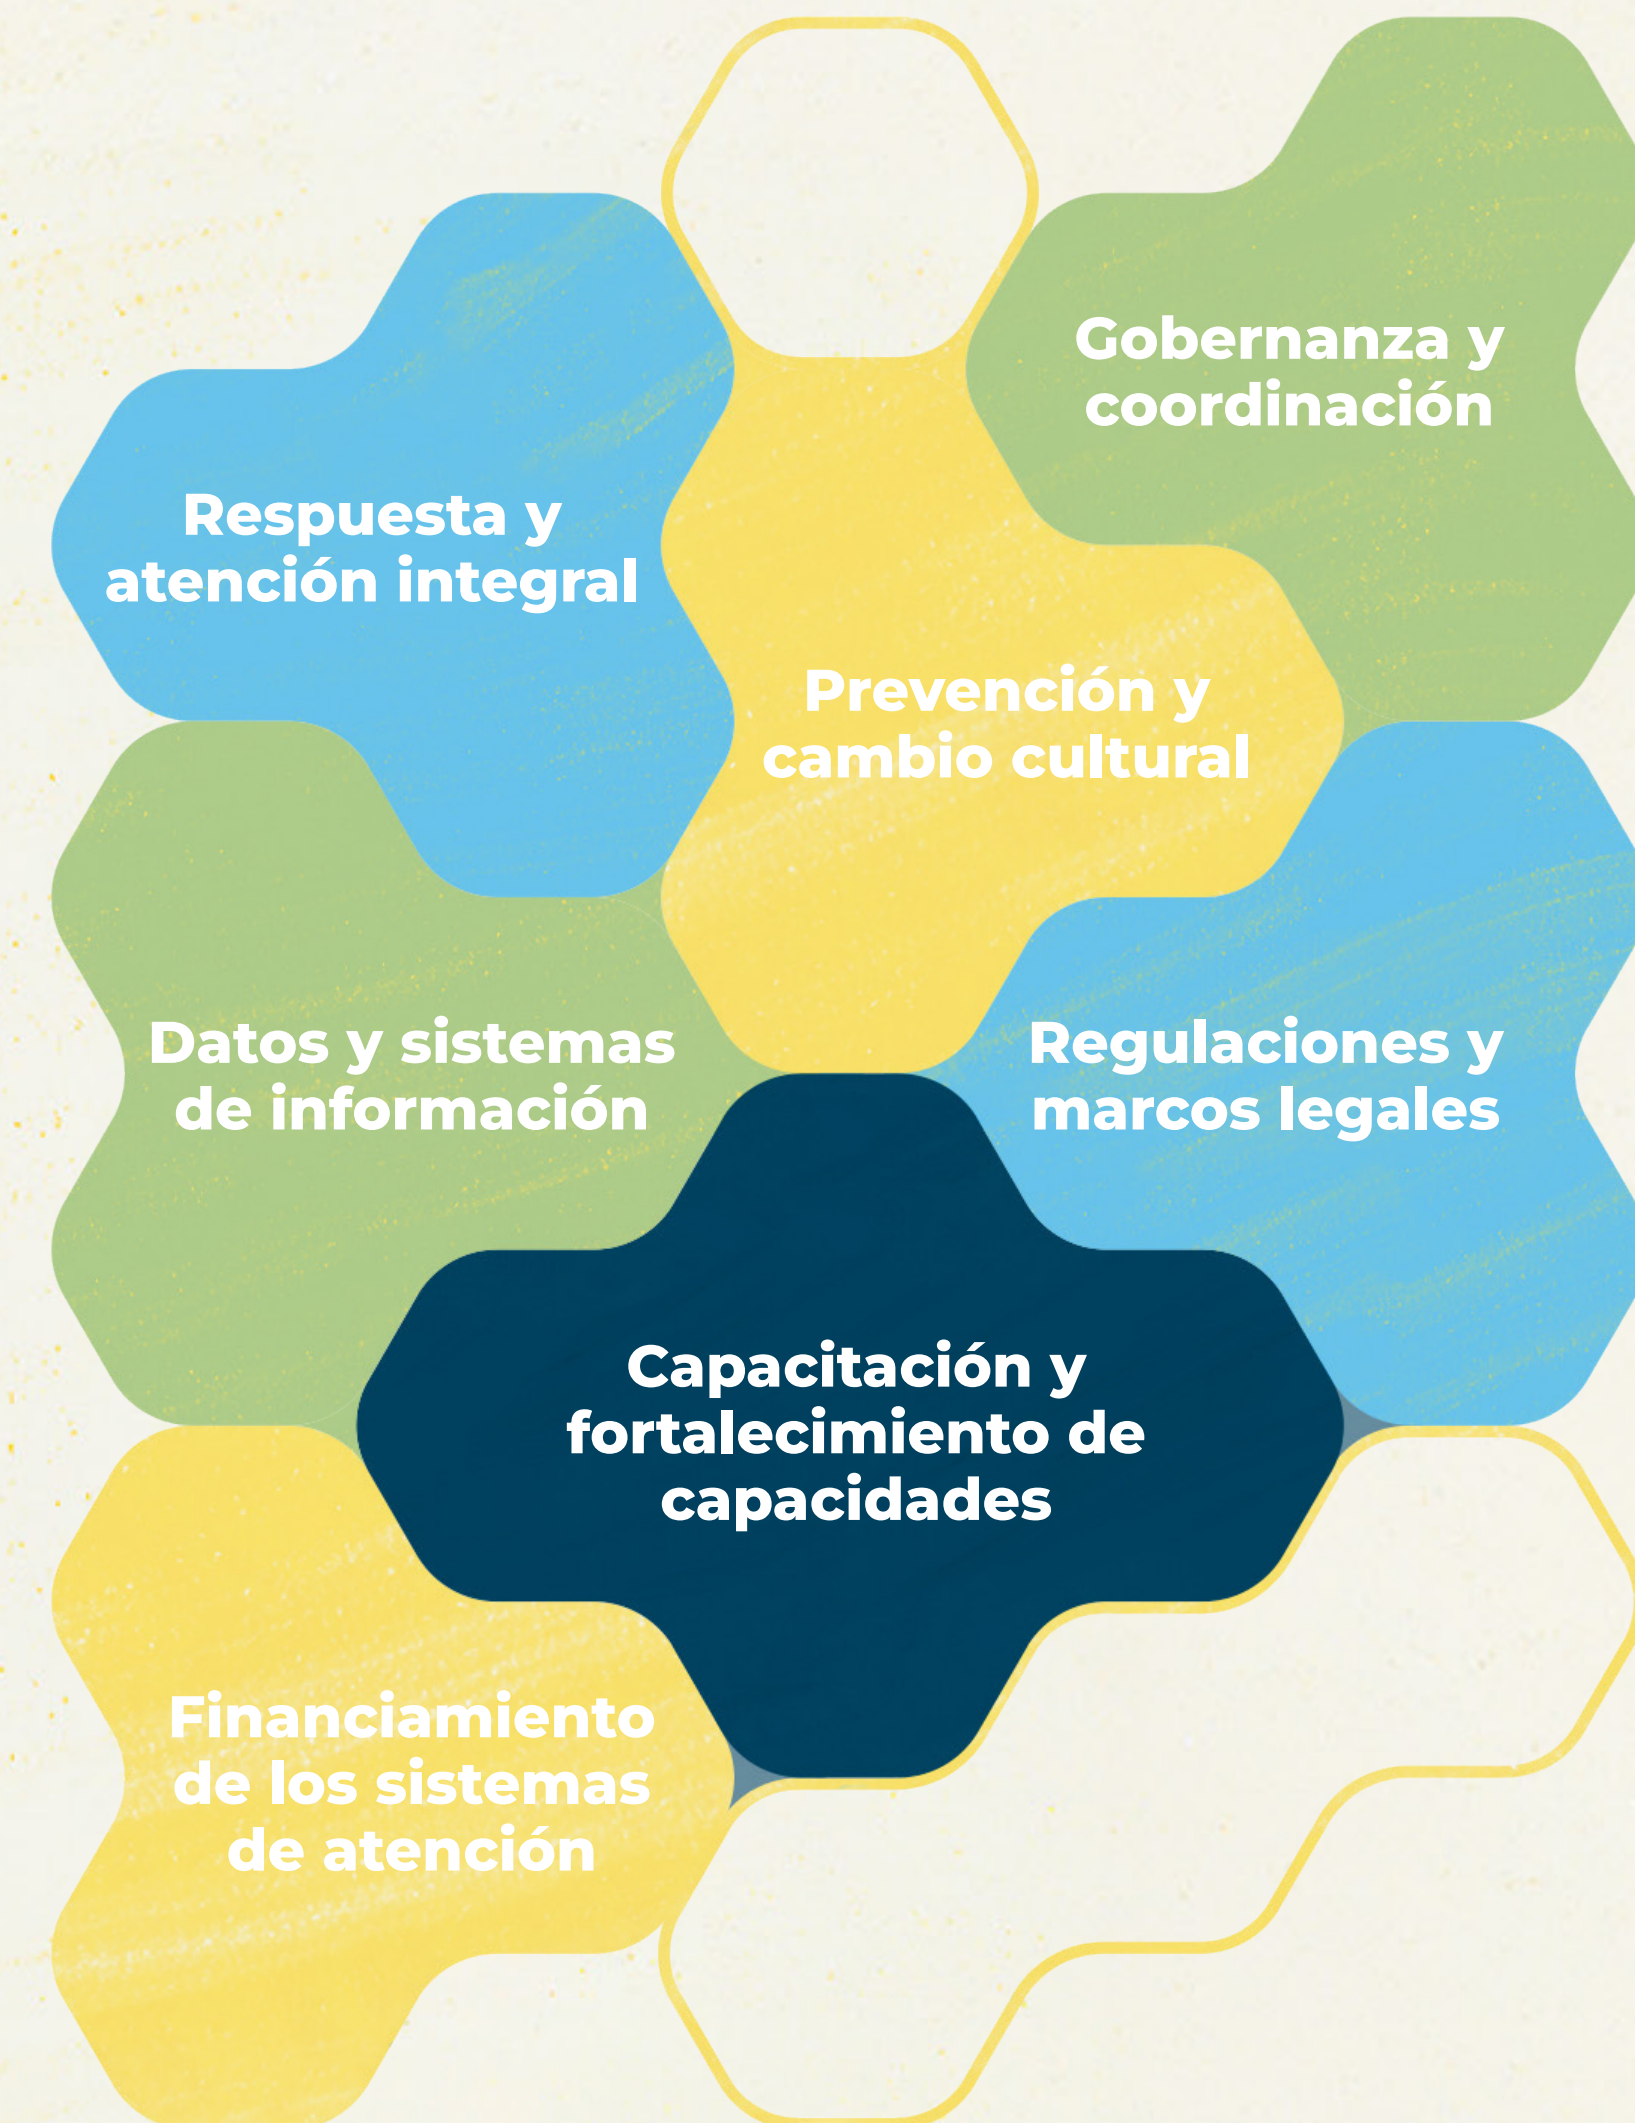 Gobernanza y
coordinación
Respuesta y
atención integral
Prevención y
cambio cultural
Datos y sistemas
de información
Regulaciones y
marcos legales
Capacitación y
fortalecimiento de
capacidades
Financiamiento
de los sistemas
de atención